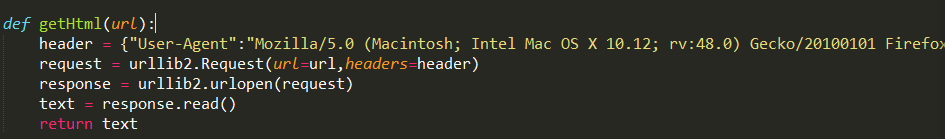 def getHtml(url):
header = {"User-Agent":"Mozilla/5.0 (Macintosh; Intel Mac OS X 10.12; rv:48.0) Gecko/20100101 Firefox
request = urllib2.Request(url=url,headers=header)
response = urllib2.urlopen(request)
text = response.read()
return text